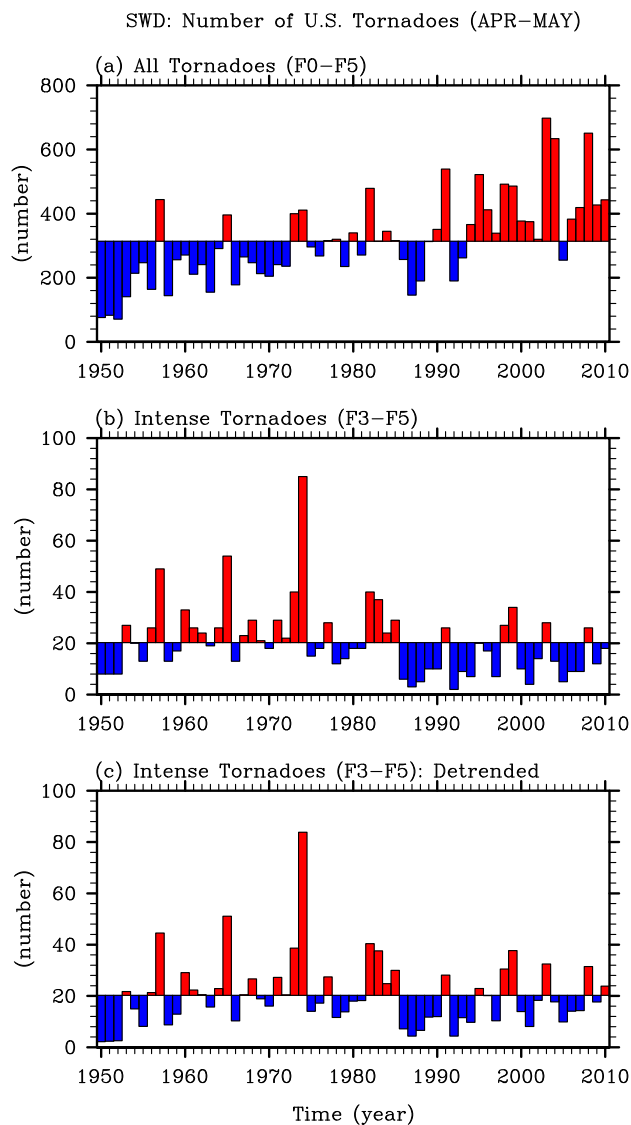 SWD: Number of U.S. Tornadoes (APR−MAY)
(a) All Tornadoes (F0−F5)
800
600
400
200
0
(number)
1950 1960 1970 1980 1990 2000 2010
(b) Intense Tornadoes (F3−F5)
100
80
60
40
20
0
(number)
1950 1960 1970 1980 1990 2000 2010
(c) Intense Tornadoes (F3−F5): Detrended
100
80
60
40
20
0
(number)
1950 1960 1970 1980 1990 2000 2010
Time (year)